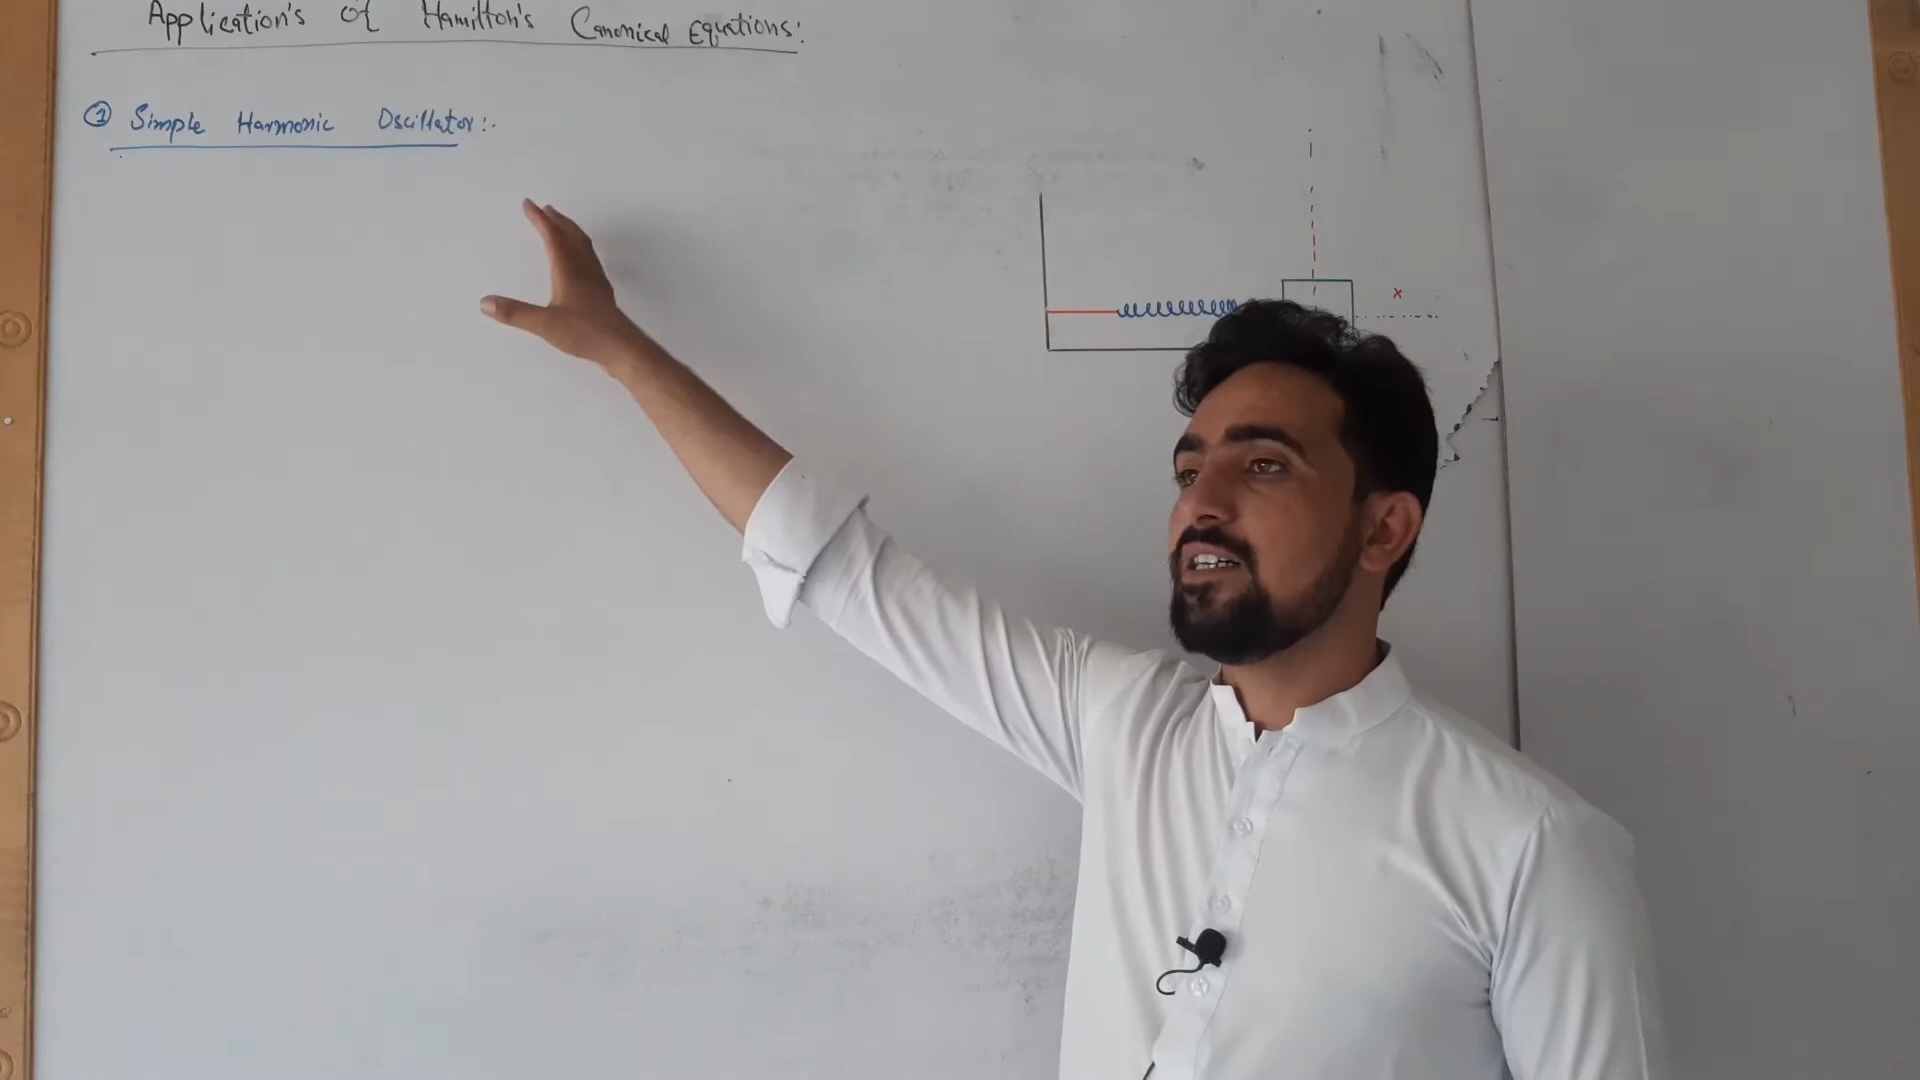 Application's of Hamilton's Canonical Equations:
① Simple Harmonic Oscillator:.
x